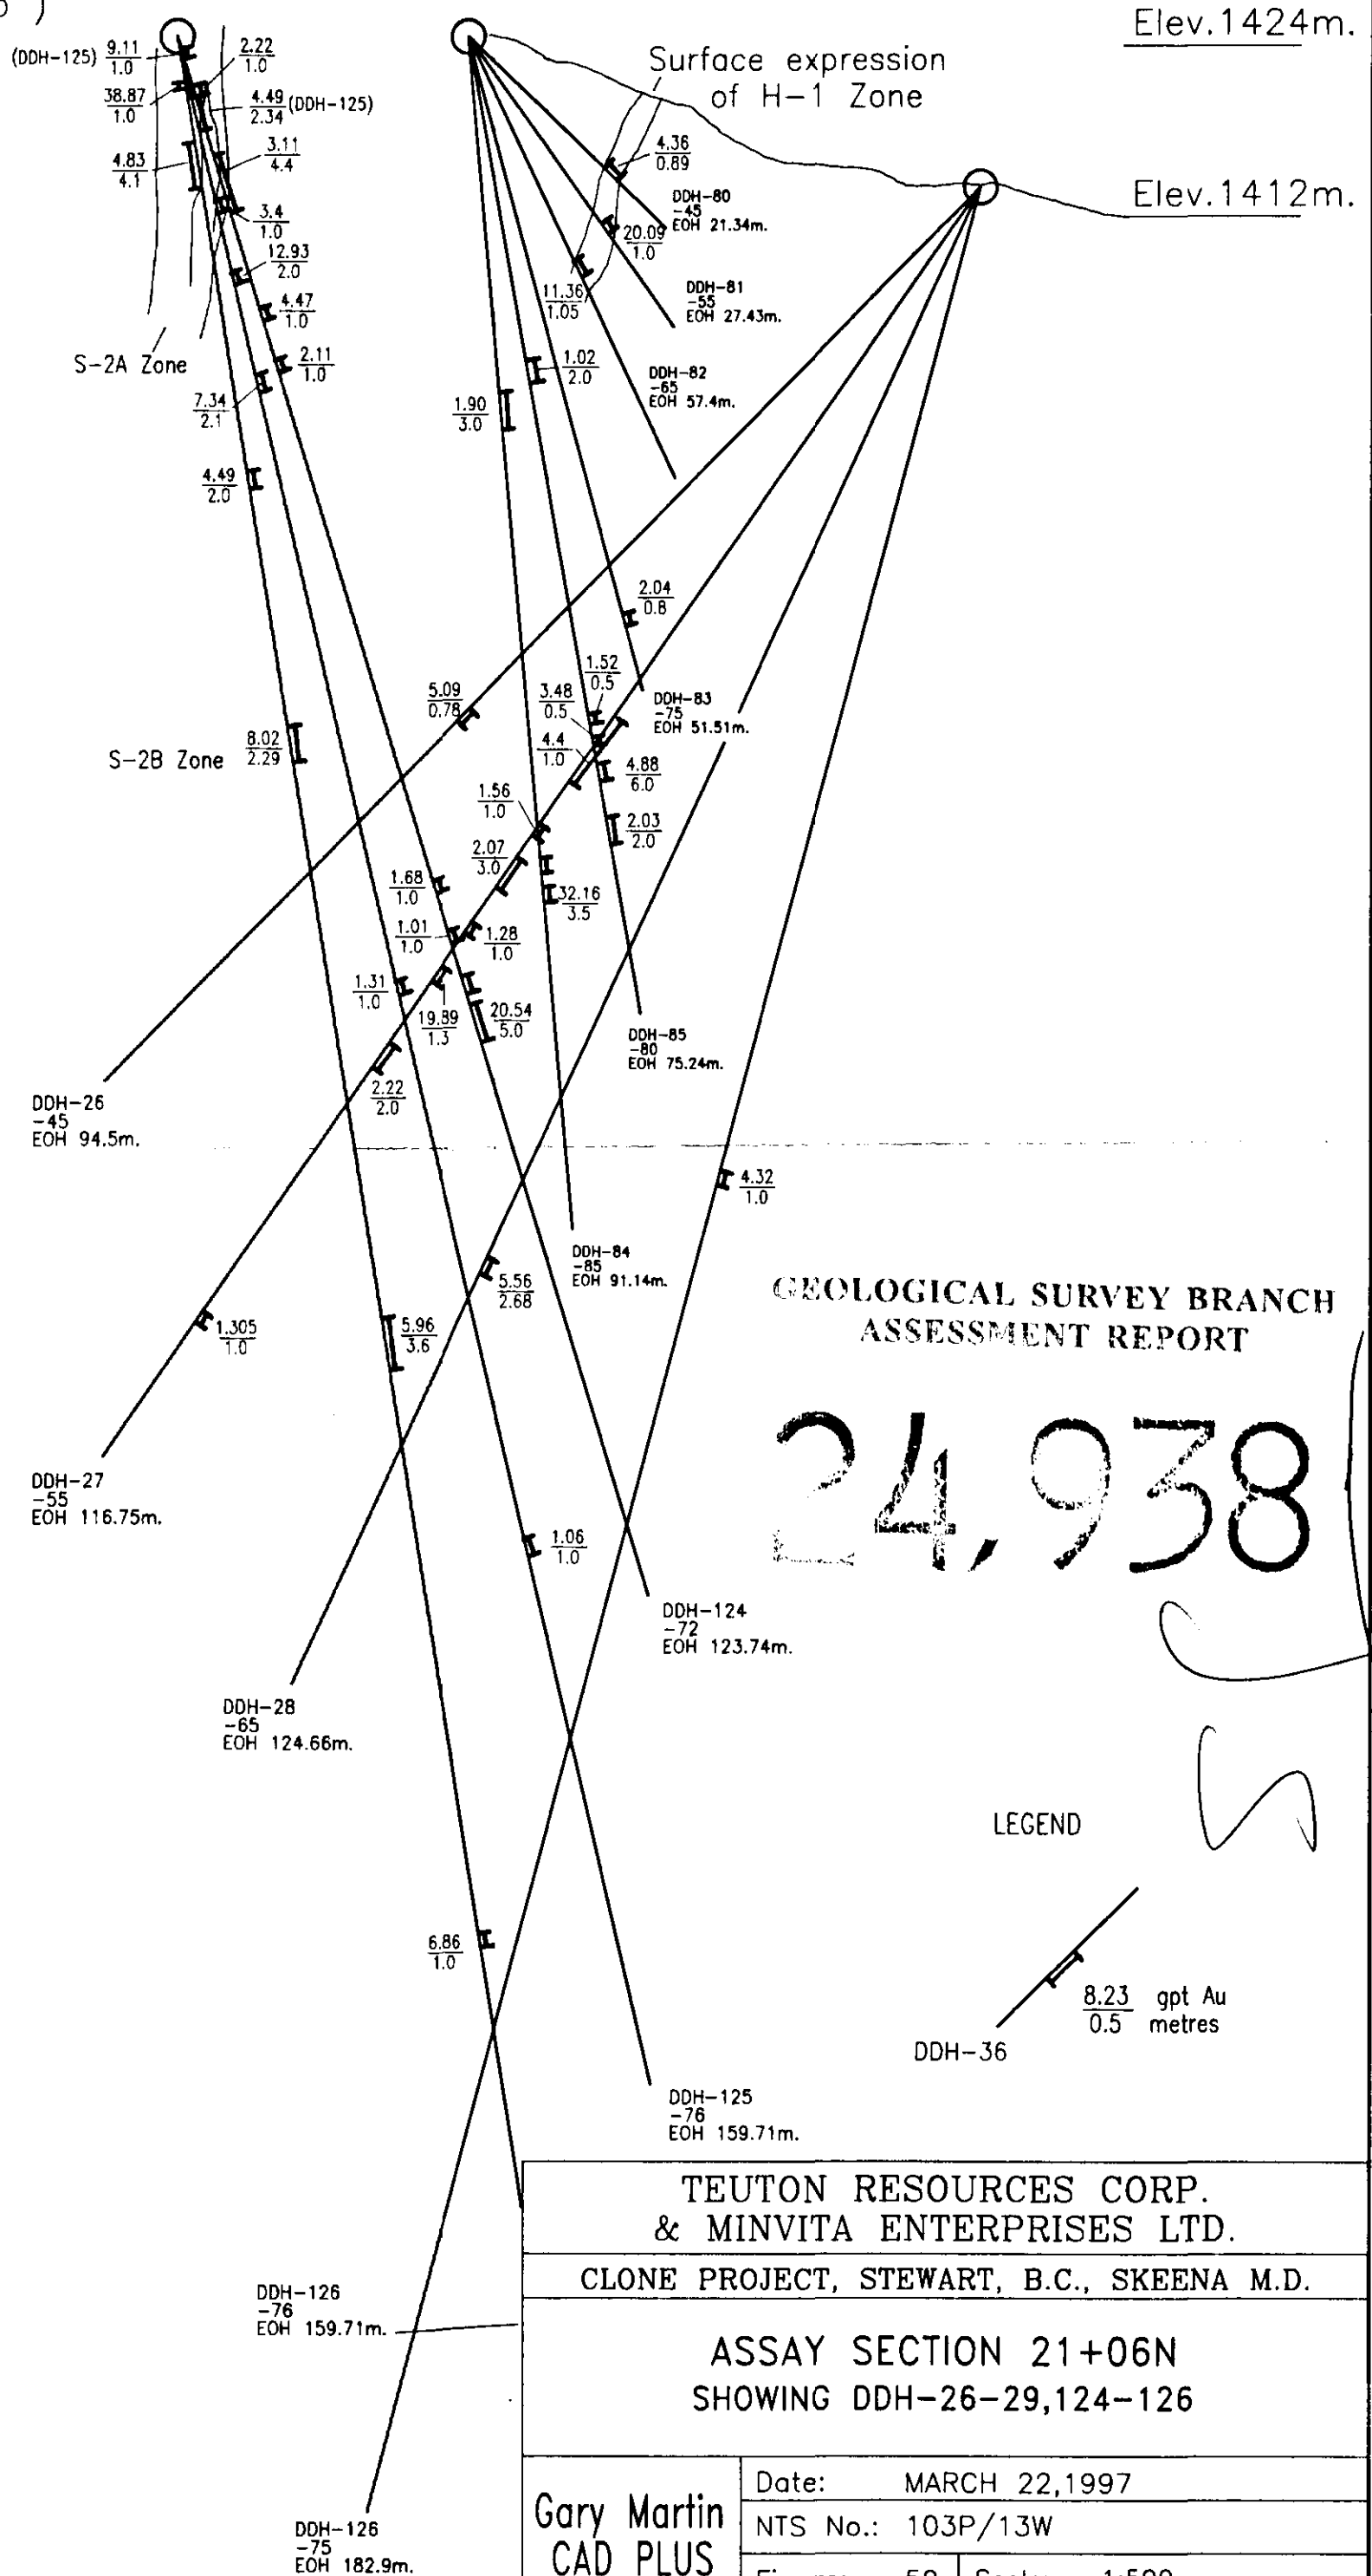 Elev.1424m.
(DDH-125) 9.11
1.0
2.22
1.0
38.87
1.0
4.49 (DDH-125)
2.34
4.83
4.1
3.11
4.4
3.4
1.0
12.93
2.0
4.47
1.0
S-2A Zone
2.11
1.0
7.34
2.1
4.49
2.0
Surface expression
of H-1 Zone
4.36
0.89
DDH-80
-45
EOH 21.34m.
Elev.1412m.
20.09
1.0
11.36
1.05
DDH-81
-55
EOH 27.43m.
1.02
2.0
DDH-82
-65
EOH 57.4m.
1.90
3.0
2.04
0.8
1.52
0.5
5.09
0.78
3.48
0.5
DDH-83
-75
EOH 51.51m.
S-2B Zone
8.02
2.29
4.4
1.0
4.88
6.0
1.56
1.0
2.03
2.0
2.07
3.0
1.68
1.0
32.16
3.5
1.01
1.0
1.28
1.0
1.31
1.0
19.89
1.3
20.54
5.0
DDH-85
-80
EOH 75.24m.
2.22
2.0
DDH-26
-45
EOH 94.5m.
4.32
1.0
DDH-84
-85
EOH 91.14m.
5.56
2.68
1.305
1.0
5.96
3.6
GEOLOGICAL SURVEY BRANCH
ASSESSMENT REPORT
24,938
DDH-27
-55
EOH 116.75m.
1.06
1.0
DDH-124
-72
EOH 123.74m.
DDH-28
-65
EOH 124.66m.
LEGEND
6.86
1.0
8.23 gpt Au
0.5 metres
DDH-36
DDH-125
-76
EOH 159.71m.
TEUTON RESOURCES CORP.
& MINVITA ENTERPRISES LTD.
CLONE PROJECT, STEWART, B.C., SKEENA M.D.
DDH-126
-76
EOH 159.71m.
ASSAY SECTION 21+06N
SHOWING DDH-26-29,124-126
Gary Martin
CAD PLUS
Date: MARCH 22,1997
NTS No.: 103P/13W
DDH-126
-75
EOH 182.9m.